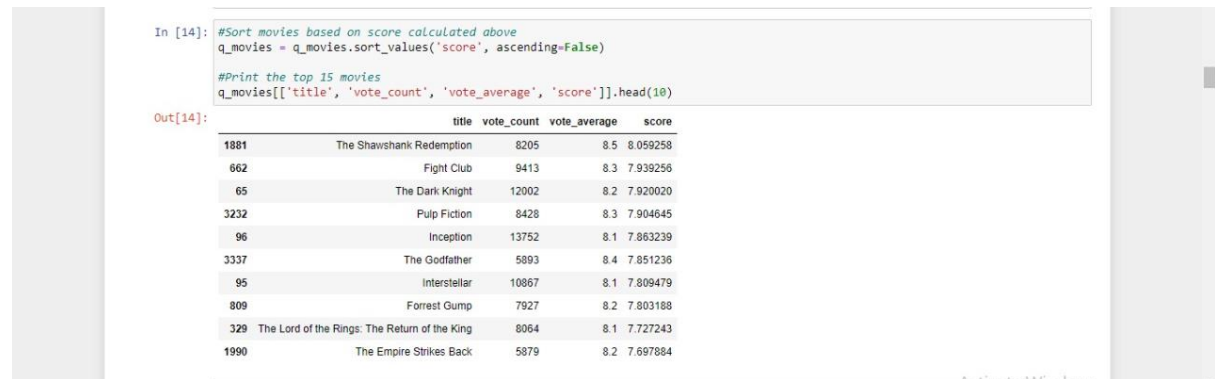 In [14]: #Sort movies based on score calculated above
q_movies = q_movies.sort_values('score', ascending=False)
#Print the top 15 movies
q_movies[['title', 'vote_count', 'vote_average', 'score']].head(10)
Out[14]:
title vote_count vote_average score
1881 The Shawshank Redemption 8205 8.5 8.059258
662 Fight Club 9413 8.3 7.939256
65 The Dark Knight 12002 8.2 7.920020
3232 Pulp Fiction 8428 8.3 7.904645
96 Inception 13752 8.1 7.863239
3337 The Godfather 5893 8.4 7.851236
95 Interstellar 10867 8.1 7.809479
809 Forrest Gump 7927 8.2 7.803188
329 The Lord of the Rings: The Return of the King 8064 8.1 7.727243
1990 The Empire Strikes Back 5879 8.2 7.697884